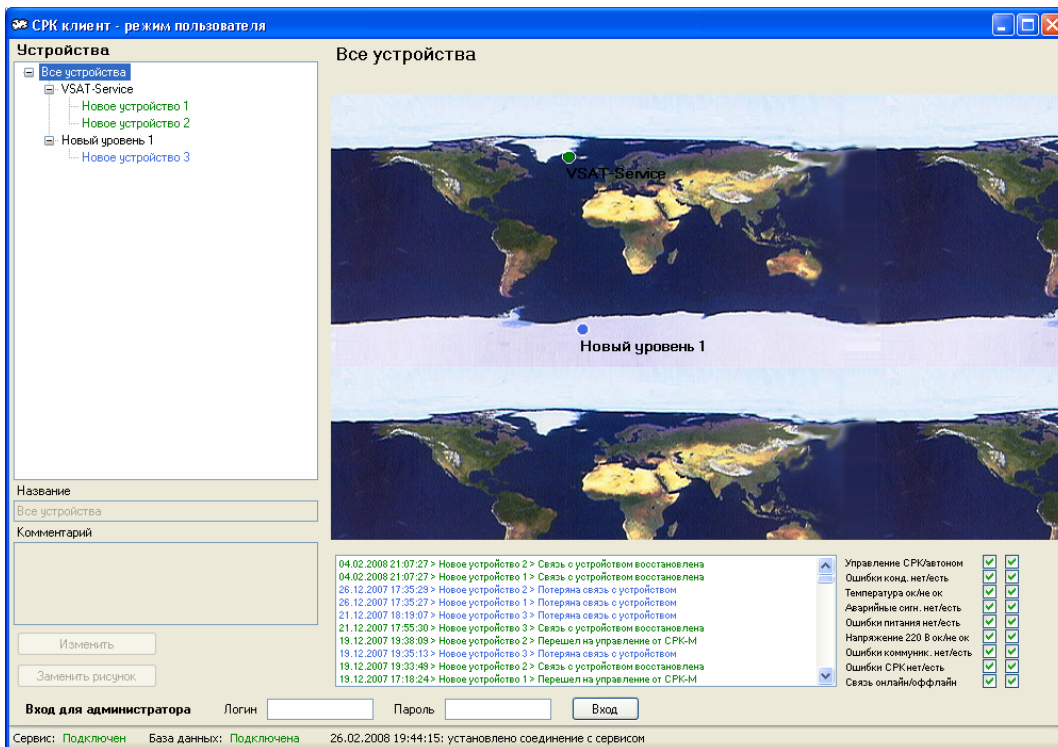 СРК клиент - режим пользователя
Устройства
Все устройства
VSAT-Service
Новое устройство 1
Новое устройство 2
Новый уровень 1
Новое устройство 3
Название
Все устройства
Комментарий
Изменить
Заменить рисунок
Все устройства
VSAT-Service
Новый уровень 1
04.02.2008 21:07:27 > Новое устройство 2 > Связь с устройством восстановлена
04.02.2008 21:07:27 > Новое устройство 1 > Связь с устройством восстановлена
26.12.2007 17:35:29 > Новое устройство 2 > Потеряна связь с устройством
26.12.2007 17:35:27 > Новое устройство 1 > Потеряна связь с устройством
21.12.2007 18:19:07 > Новое устройство 3 > Потеряна связь с устройством
21.12.2007 17:55:30 > Новое устройство 3 > Связь с устройством восстановлена
19.12.2007 19:38:09 > Новое устройство 2 > Перешел на управление от СРК-М
19.12.2007 19:35:13 > Новое устройство 3 > Потеряна связь с устройством
19.12.2007 19:33:49 > Новое устройство 2 > Связь с устройством восстановлена
19.12.2007 17:18:24 > Новое устройство 1 > Перешел на управление от СРК-М
Управление СРК/автоном
Ошибки конд. нет/есть
Температура ок/не ок
Аварийные сигн. нет/есть
Ошибки питания нет/есть
Напряжение 220 В ок/не ок
Ошибки коммуник. нет/есть
Ошибки СРК нет/есть
Связь онлайн/оффлайн
Вход для администратора Логин Пароль Вход
Сервис: Подключен База данных: Подключена 26.02.2008 19:44:15: установлено соединение с сервисом